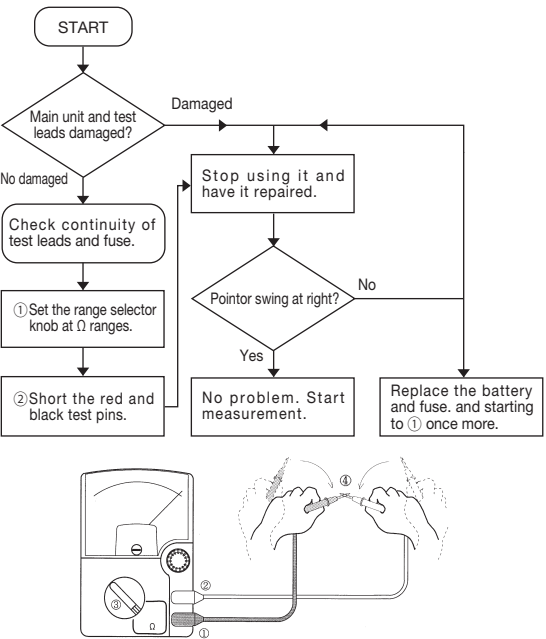 START
Main unit and test
leads damaged?
Damaged
No damaged
Check continuity of
test leads and fuse.
①Set the range selector
knob at Ω ranges.
②Short the red and
black test pins.
Stop using it and
have it repaired.
Pointor swing at right?
No
Yes
No problem. Start
measurement.
Replace the battery
and fuse. and starting
to ① once more.
④
②
③
Ω
①